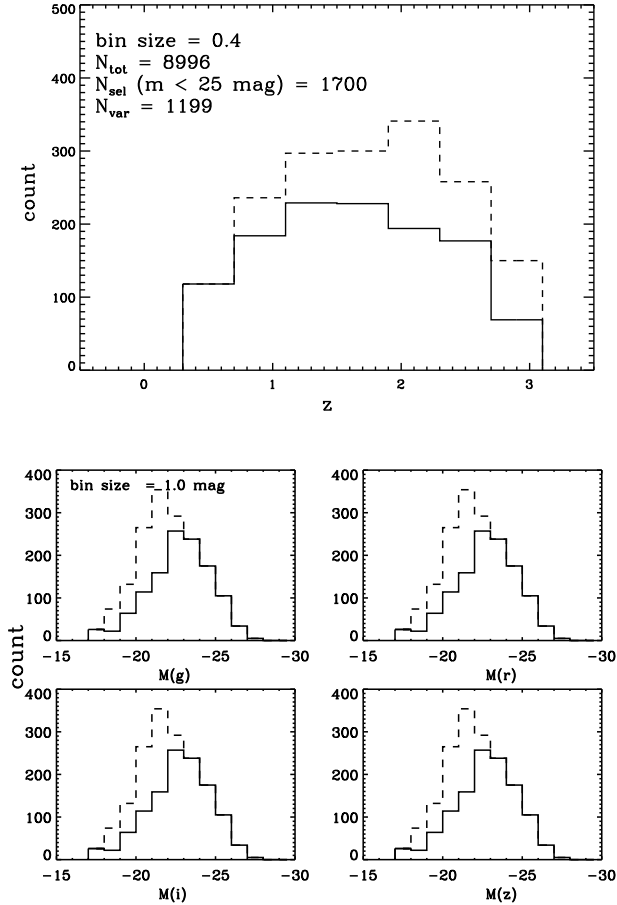 500
400
300
200
100
0
count
bin size = 0.4
N_tot = 8996
N_sel (m < 25 mag) = 1700
N_var = 1199
0 1 2 3
z
400
300
200
100
0
bin size = 1.0 mag
-15 -20 -25 -30
M(g)
400
300
200
100
0
-15 -20 -25 -30
M(r)
count
400
300
200
100
0
-15 -20 -25 -30
M(i)
400
300
200
100
0
-15 -20 -25 -30
M(z)